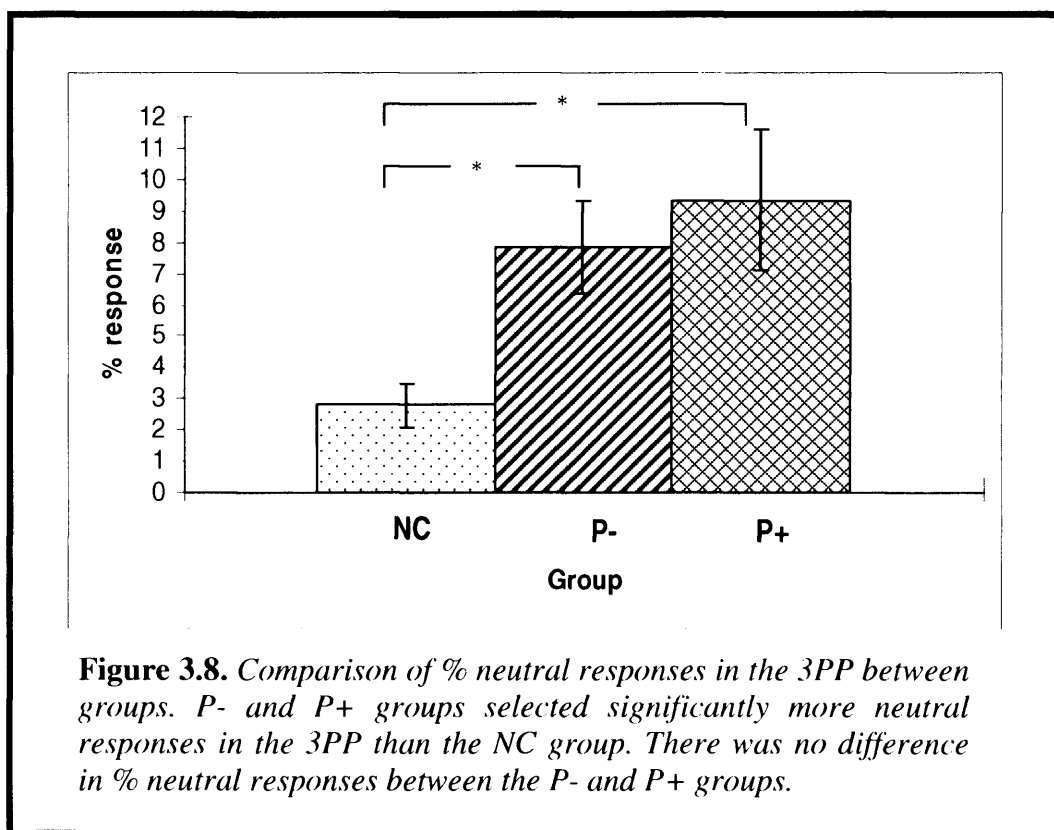 *
*
12
11
10
9
8
7
6
5
4
3
2
1
0
% response
NC P- P+
Group
Figure 3.8. Comparison of % neutral responses in the 3PP between
groups. P- and P+ groups selected significantly more neutral
responses in the 3PP than the NC group. There was no difference
in % neutral responses between the P- and P+ groups.